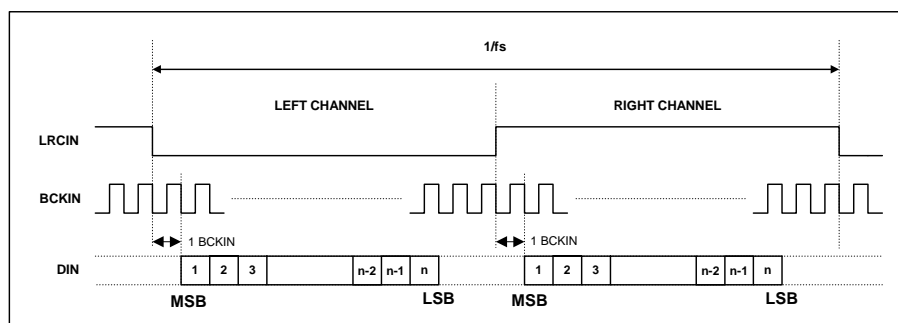 1/fs
LEFT CHANNEL RIGHT CHANNEL
LRCIN
BCKIN
1 BCKIN 1 BCKIN
DIN 1 2 3 n-2 n-1 n 1 2 3 n-2 n-1 n
MSB LSB MSB LSB